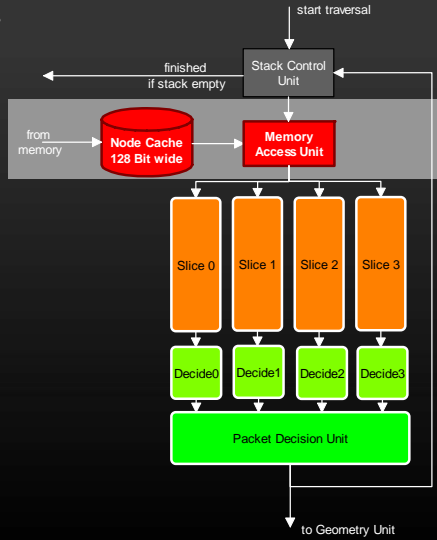 start traversal
Stack Control
Unit
finished
if stack empty
from
memory
Node Cache
128 Bit wide
Memory
Access Unit
Slice 0
Slice 1
Slice 2
Slice 3
Decide0
Decide1
Decide2
Decide3
Packet Decision Unit
to Geometry Unit